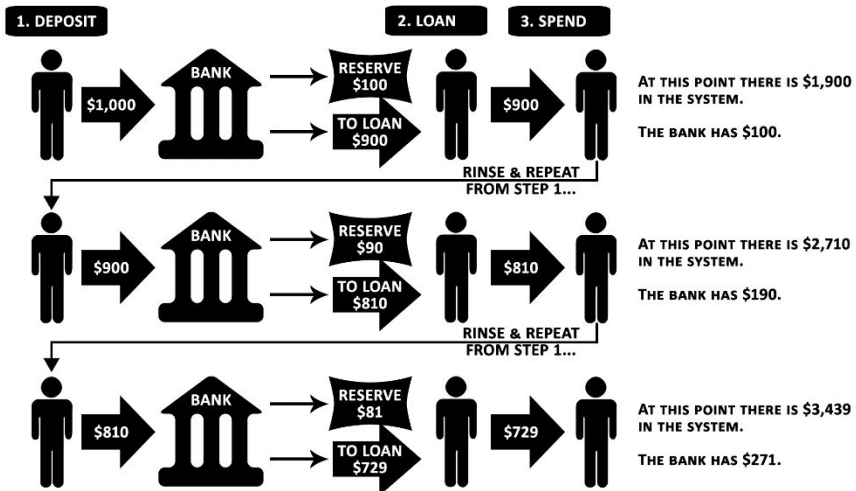 1. DEPOSIT
2. LOAN
3. SPEND
$1,000
BANK
RESERVE
$100
TO LOAN
$900
$900
AT THIS POINT THERE IS $1,900
IN THE SYSTEM.
THE BANK HAS $100.
RINSE & REPEAT
FROM STEP 1...
$900
BANK
RESERVE
$90
TO LOAN
$810
$810
AT THIS POINT THERE IS $2,710
IN THE SYSTEM.
THE BANK HAS $190.
RINSE & REPEAT
FROM STEP 1...
$810
BANK
RESERVE
$81
TO LOAN
$729
$729
AT THIS POINT THERE IS $3,439
IN THE SYSTEM.
THE BANK HAS $271.